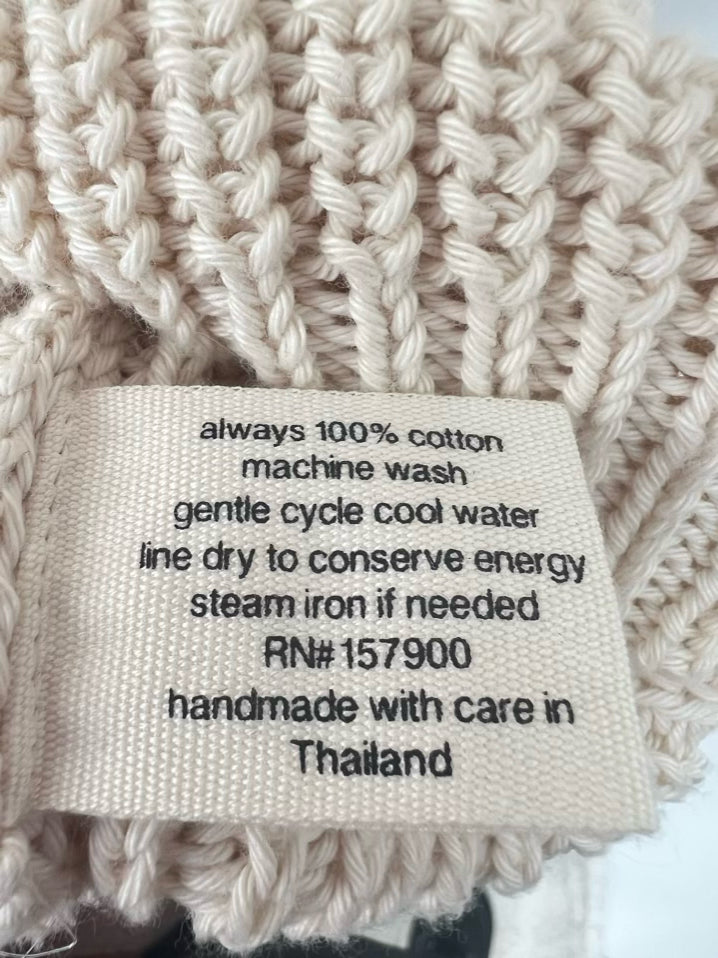 always 100% cotton
machine wash
gentle cycle cool water
line dry to conserve energy
steam iron if needed
RN# 157900
handmade with care in
Thailand